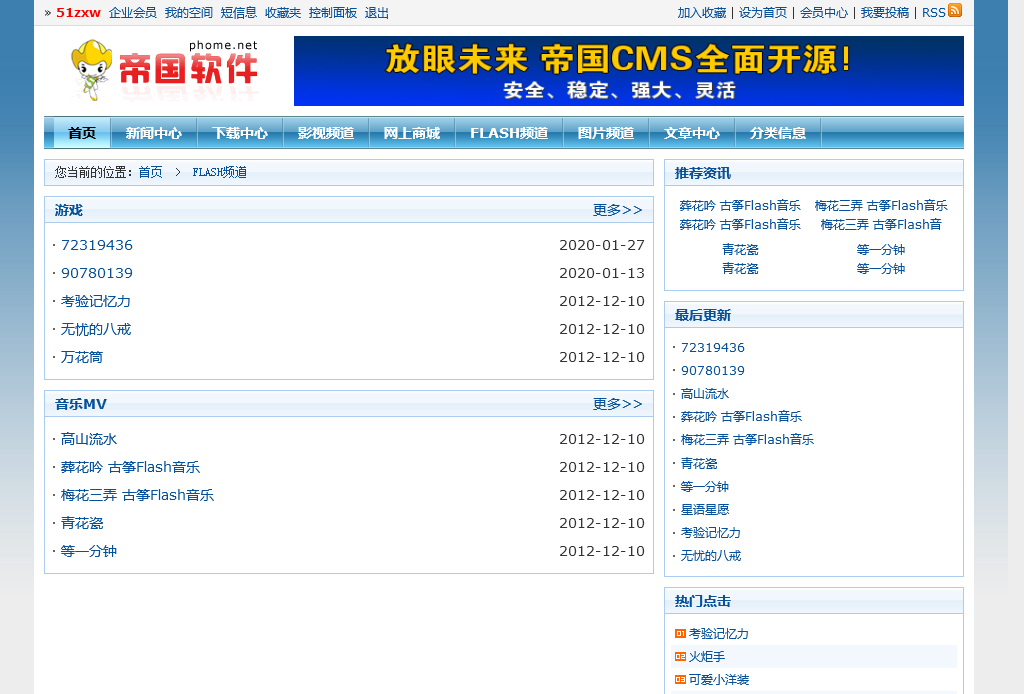 » 51zxw 企业会员 我的空间 短信息 收藏夹 控制面板 退出
加入收藏 | 设为首页 | 会员中心 | 我要投稿 | RSS
phome.net
帝国软件
放眼未来 帝国CMS全面开源!
安全、稳定、强大、灵活
首页 新闻中心 下载中心 影视频道 网上商城 FLASH频道 图片频道 文章中心 分类信息
您当前的位置：首页 > FLASH频道
游戏 更多>>
· 72319436 2020-01-27
· 90780139 2020-01-13
· 考验记忆力 2012-12-10
· 无忧的八戒 2012-12-10
· 万花筒 2012-12-10
音乐MV 更多>>
· 高山流水 2012-12-10
· 葬花吟 古筝Flash音乐 2012-12-10
· 梅花三弄 古筝Flash音乐 2012-12-10
· 青花瓷 2012-12-10
· 等一分钟 2012-12-10
推荐资讯
葬花吟 古筝Flash音乐 梅花三弄 古筝Flash音乐
葬花吟 古筝Flash音乐 梅花三弄 古筝Flash音
青花瓷 等一分钟
青花瓷 等一分钟
最后更新
· 72319436
· 90780139
· 高山流水
· 葬花吟 古筝Flash音乐
· 梅花三弄 古筝Flash音乐
· 青花瓷
· 等一分钟
· 星语星愿
· 考验记忆力
· 无忧的八戒
热门点击
01 考验记忆力
02 火炬手
03 可爱小洋装